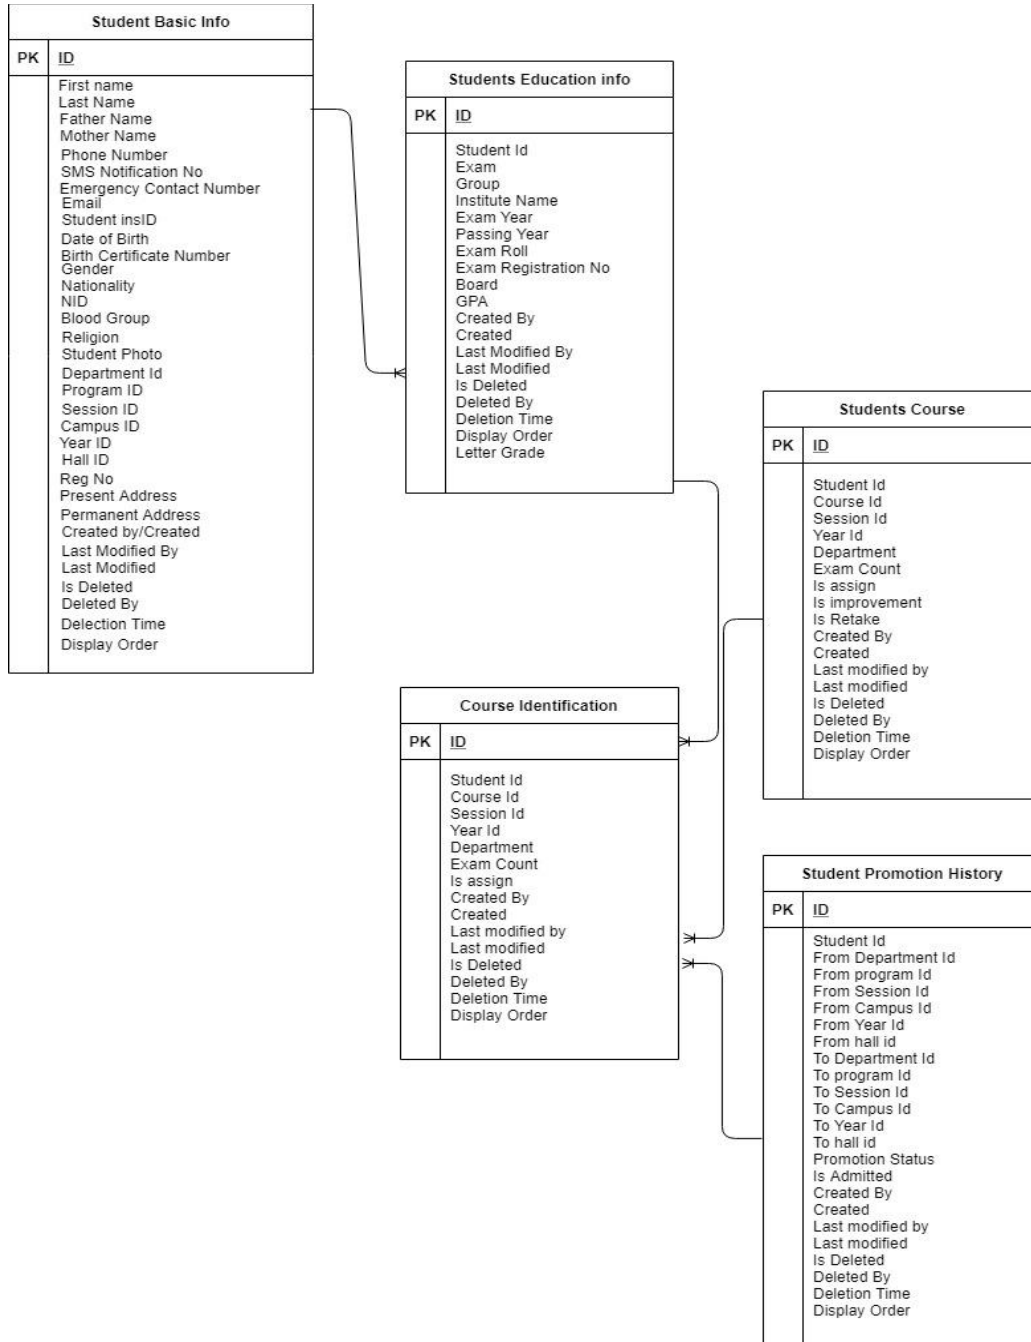 Student Basic Info
PK ID
First name
Last Name
Father Name
Mother Name
Phone Number
SMS Notification No
Emergency Contact Number
Email
Student insID
Date of Birth
Birth Certificate Number
Gender
Nationality
NID
Blood Group
Religion
Student Photo
Department Id
Program ID
Session ID
Campus ID
Year ID
Hall ID
Reg No
Present Address
Permanent Address
Created by/Created
Last Modified By
Last Modified
Is Deleted
Deleted By
Delection Time
Display Order
Students Education info
PK ID
Student Id
Exam
Group
Institute Name
Exam Year
Passing Year
Exam Roll
Exam Registration No
Board
GPA
Created By
Created
Last Modified By
Last Modified
Is Deleted
Deleted By
Deletion Time
Display Order
Letter Grade
Students Course
PK ID
Student Id
Course Id
Session Id
Year Id
Department
Exam Count
Is assign
Is improvement
Is Retake
Created By
Created
Last modified by
Last modified
Is Deleted
Deleted By
Deletion Time
Display Order
Course Identification
PK ID
Student Id
Course Id
Session Id
Year Id
Department
Exam Count
Is assign
Created By
Created
Last modified by
Last modified
Is Deleted
Deleted By
Deletion Time
Display Order
Student Promotion History
PK ID
Student Id
From Department Id
From program Id
From Session Id
From Campus Id
From Year Id
From hall id
To Department Id
To program Id
To Session Id
To Campus Id
To Year Id
To hall id
Promotion Status
Is Admitted
Created By
Created
Last modified by
Last modified
Is Deleted
Deleted By
Deletion Time
Display Order